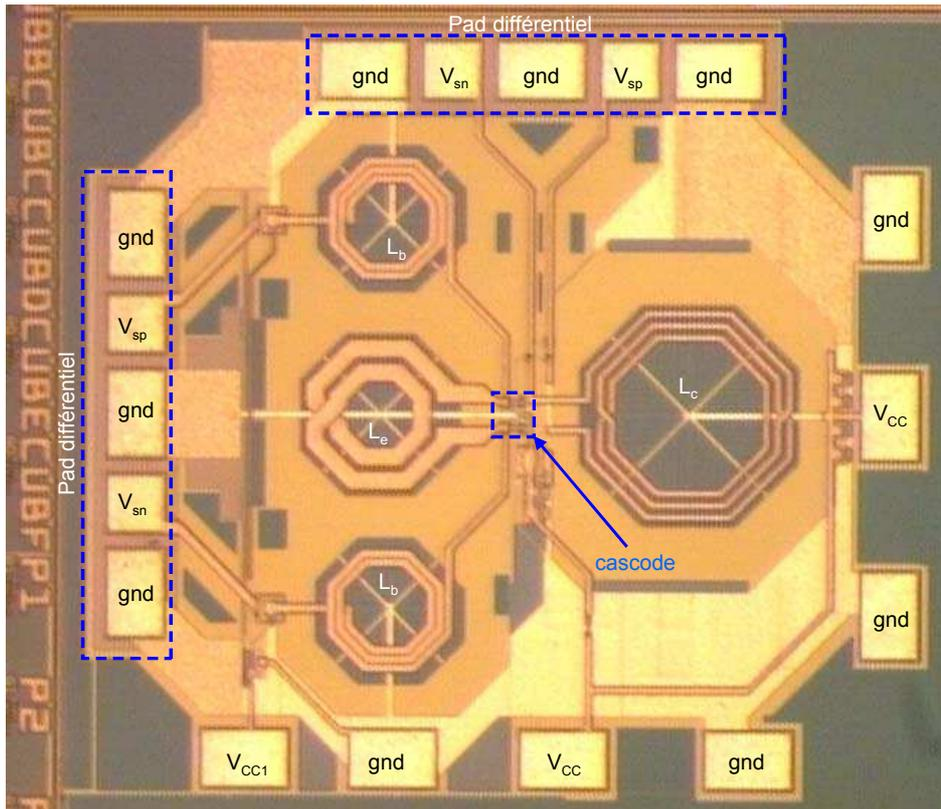 Pad différentiel
gnd
V_sn
gnd
V_sp
gnd
gnd
V_sp
gnd
V_sn
gnd
Pad différentiel
L_b
L_e
L_b
L_c
cascode
gnd
V_CC
gnd
V_CC1
gnd
V_CC
gnd
BBCUBCCUBDCUBECUBFP1 P2